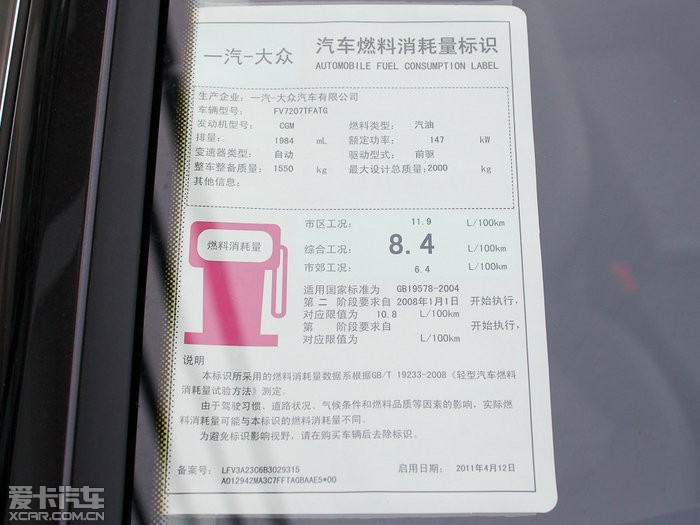 一汽-大众 汽车燃料消耗量标识
AUTOMOBILE FUEL CONSUMPTION LABEL
生产企业：一汽-大众汽车有限公司
车辆型号： FV7207TFATG
发动机型号： CGM 燃料类型： 汽油
排量： 1984 mL 额定功率： 147 kW
变速器类型： 自动 驱动型式： 前驱
整车整备质量： 1550 kg 最大设计总质量：2000 kg
其他信息：
市区工况： 11.9 L/100km
燃料消耗量 综合工况： 8.4 L/100km
市郊工况： 6.4 L/100km
适用国家标准为 GB19578-2004
第 二 阶段要求自 2008年1月1日 开始执行，
对应限值为 10.8 L/100km
第 阶段要求自 开始执行，
对应限值为 L/100km
说明
本标识所采用的燃料消耗量数据系根据GB/T 19233-2008《轻型汽车燃料
消耗量试验方法》测定。
由于驾驶习惯、道路状况、气候条件和燃料品质等因素的影响，实际燃
料消耗量可能与本标识的燃料消耗量不同。
为避免标识影响视野，请在购买车辆后去除标识。
备案号： LFV3A23C6B3029315 启用日期： 2011年4月12日
A012942MA3C7FFTAGBAAE5*00
爱卡汽车
XCAR.COM.CN